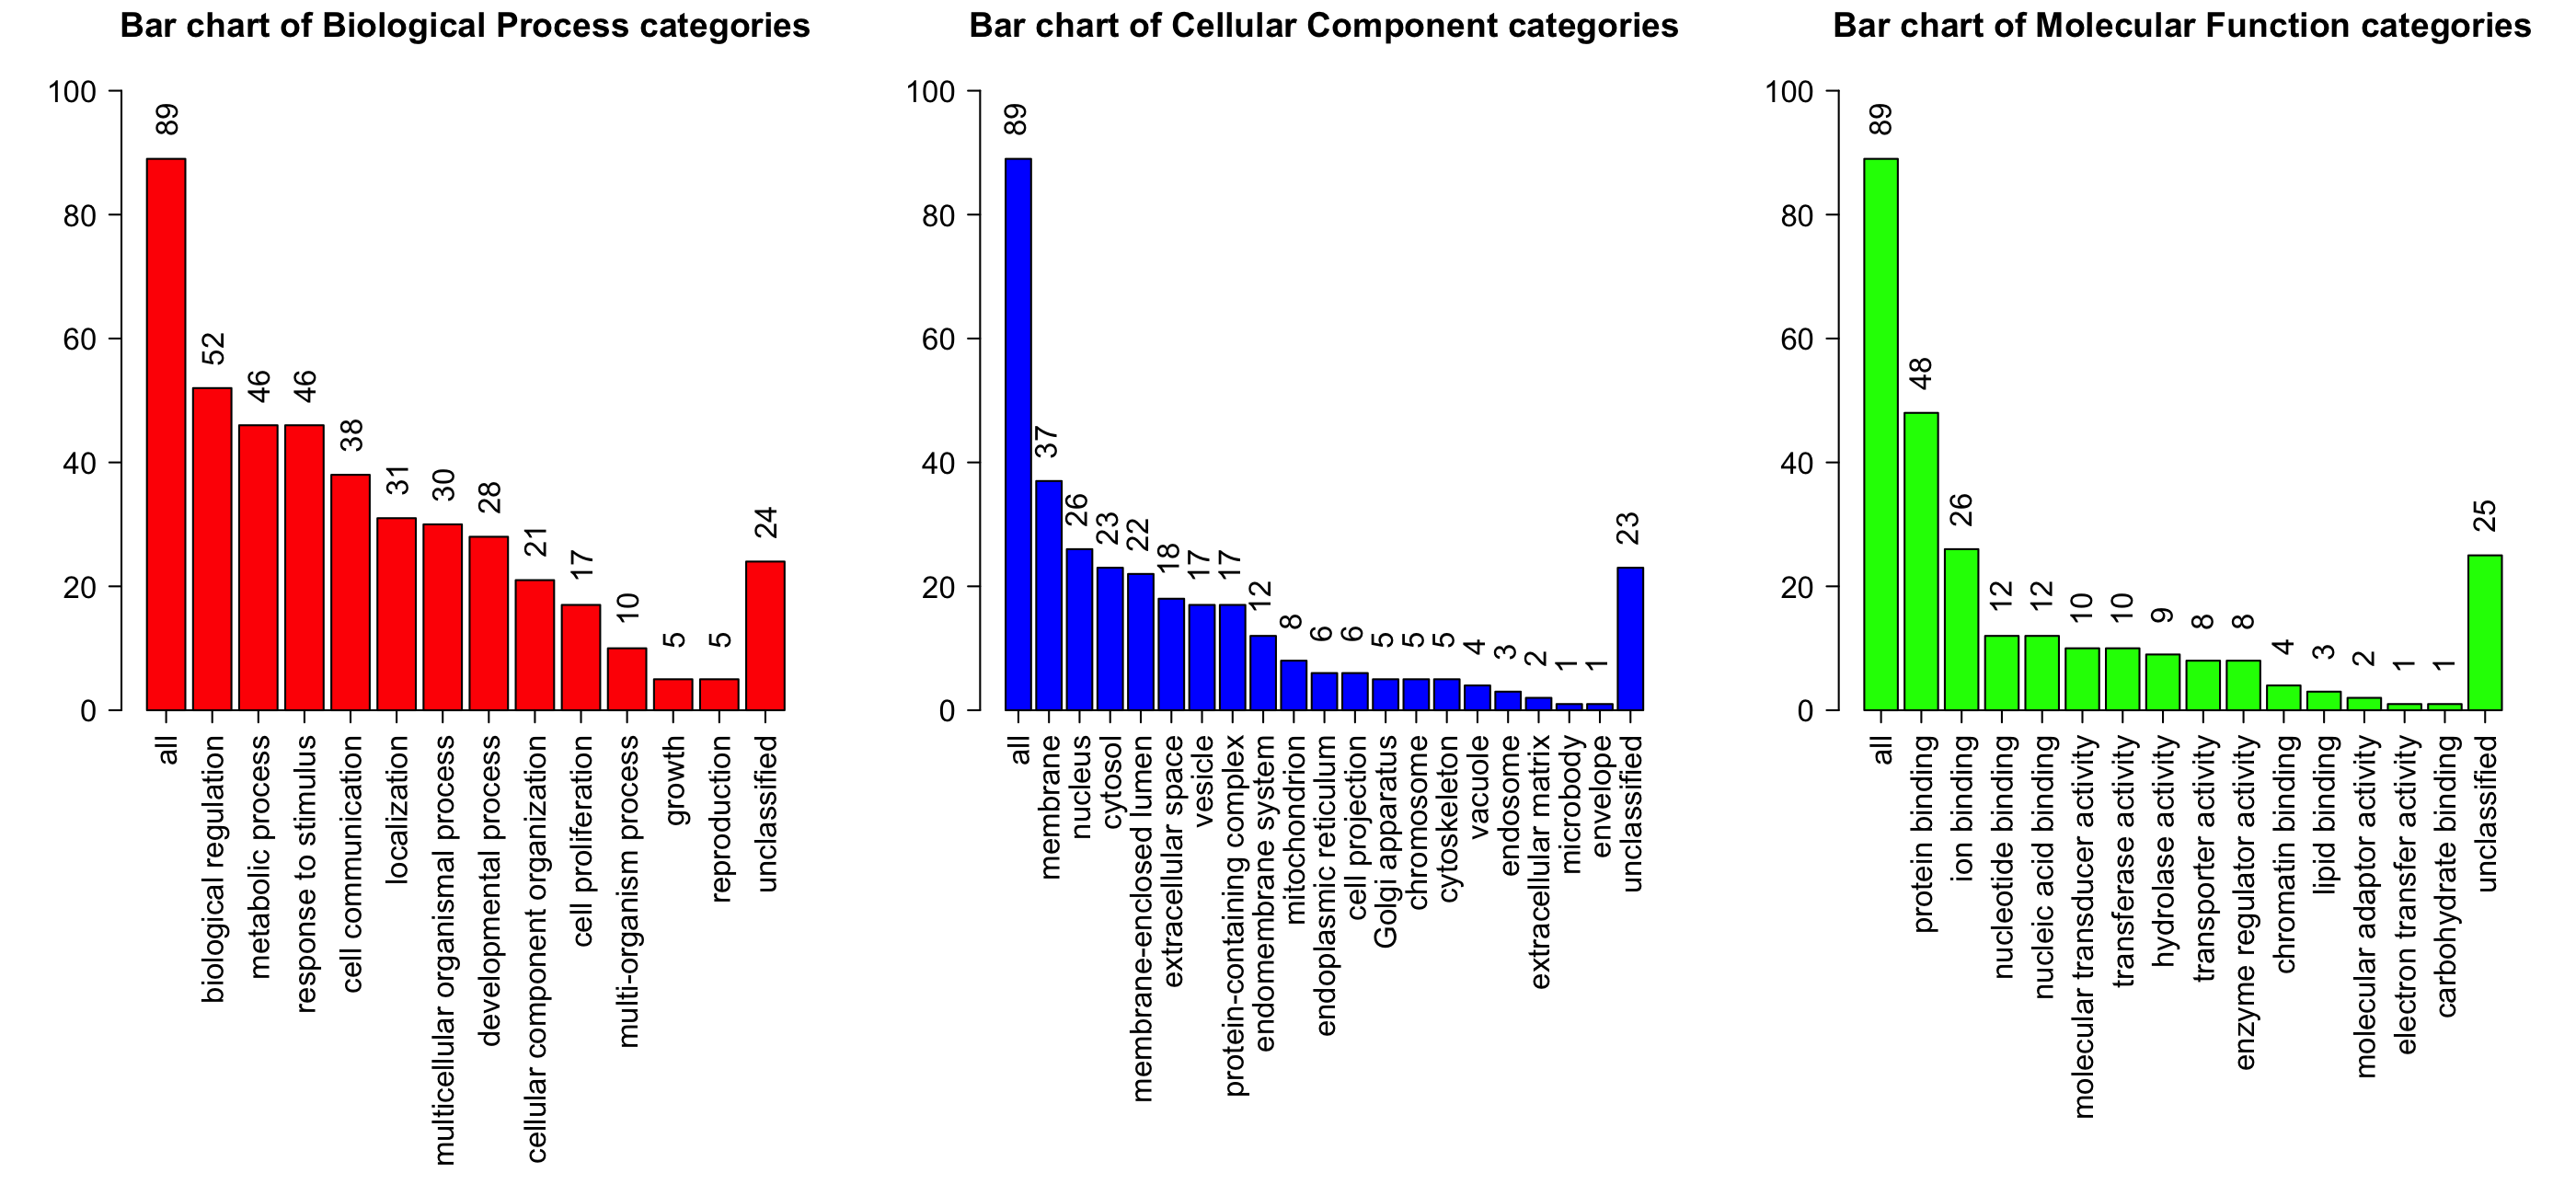 Bar chart of Biological Process categories
100
80
60
40
20
0
89
52
46
46
38
31
30
28
21
17
10
5
5
24
all
biological regulation
metabolic process
response to stimulus
cell communication
localization
multicellular organismal process
developmental process
cellular component organization
cell proliferation
multi-organism process
growth
reproduction
unclassified
Bar chart of Cellular Component categories
100
80
60
40
20
0
89
37
26
23
22
18
17
17
12
8
6
6
5
5
5
4
3
2
1
1
23
all
membrane
nucleus
cytosol
membrane-enclosed lumen
extracellular space
vesicle
protein-containing complex
endomembrane system
mitochondrion
endoplasmic reticulum
cell projection
Golgi apparatus
chromosome
cytoskeleton
vacuole
endosome
extracellular matrix
microbody
envelope
unclassified
Bar chart of Molecular Function categories
100
80
60
40
20
0
89
48
26
12
12
10
10
9
8
8
4
3
2
1
1
25
all
protein binding
ion binding
nucleotide binding
nucleic acid binding
molecular transducer activity
transferase activity
hydrolase activity
transporter activity
enzyme regulator activity
chromatin binding
lipid binding
molecular adaptor activity
electron transfer activity
carbohydrate binding
unclassified